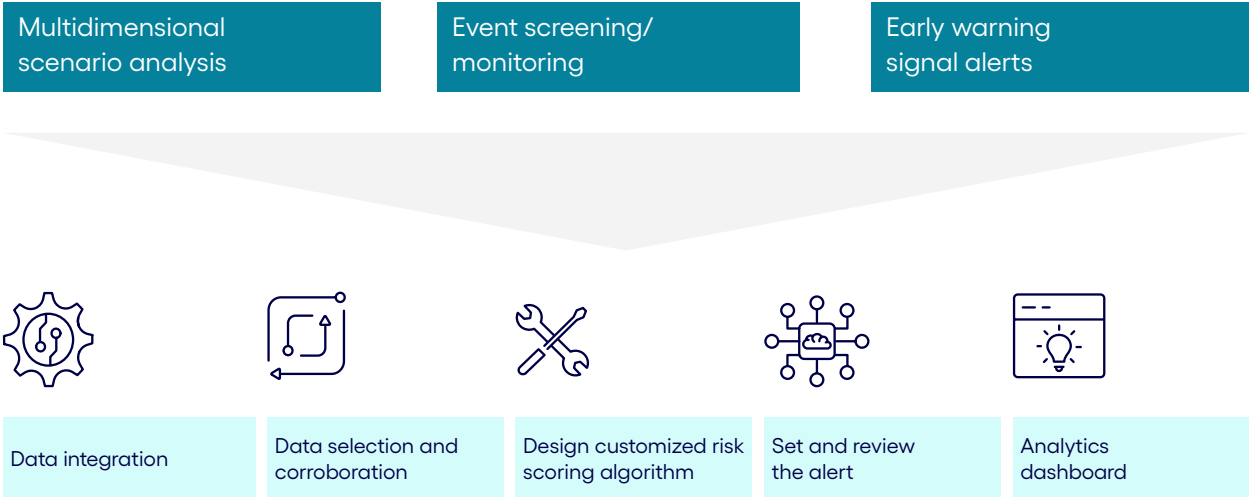 Multidimensional
scenario analysis
Event screening/
monitoring
Early warning
signal alerts
Data integration
Data selection and
corroboration
Design customized risk
scoring algorithm
Set and review
the alert
Analytics
dashboard